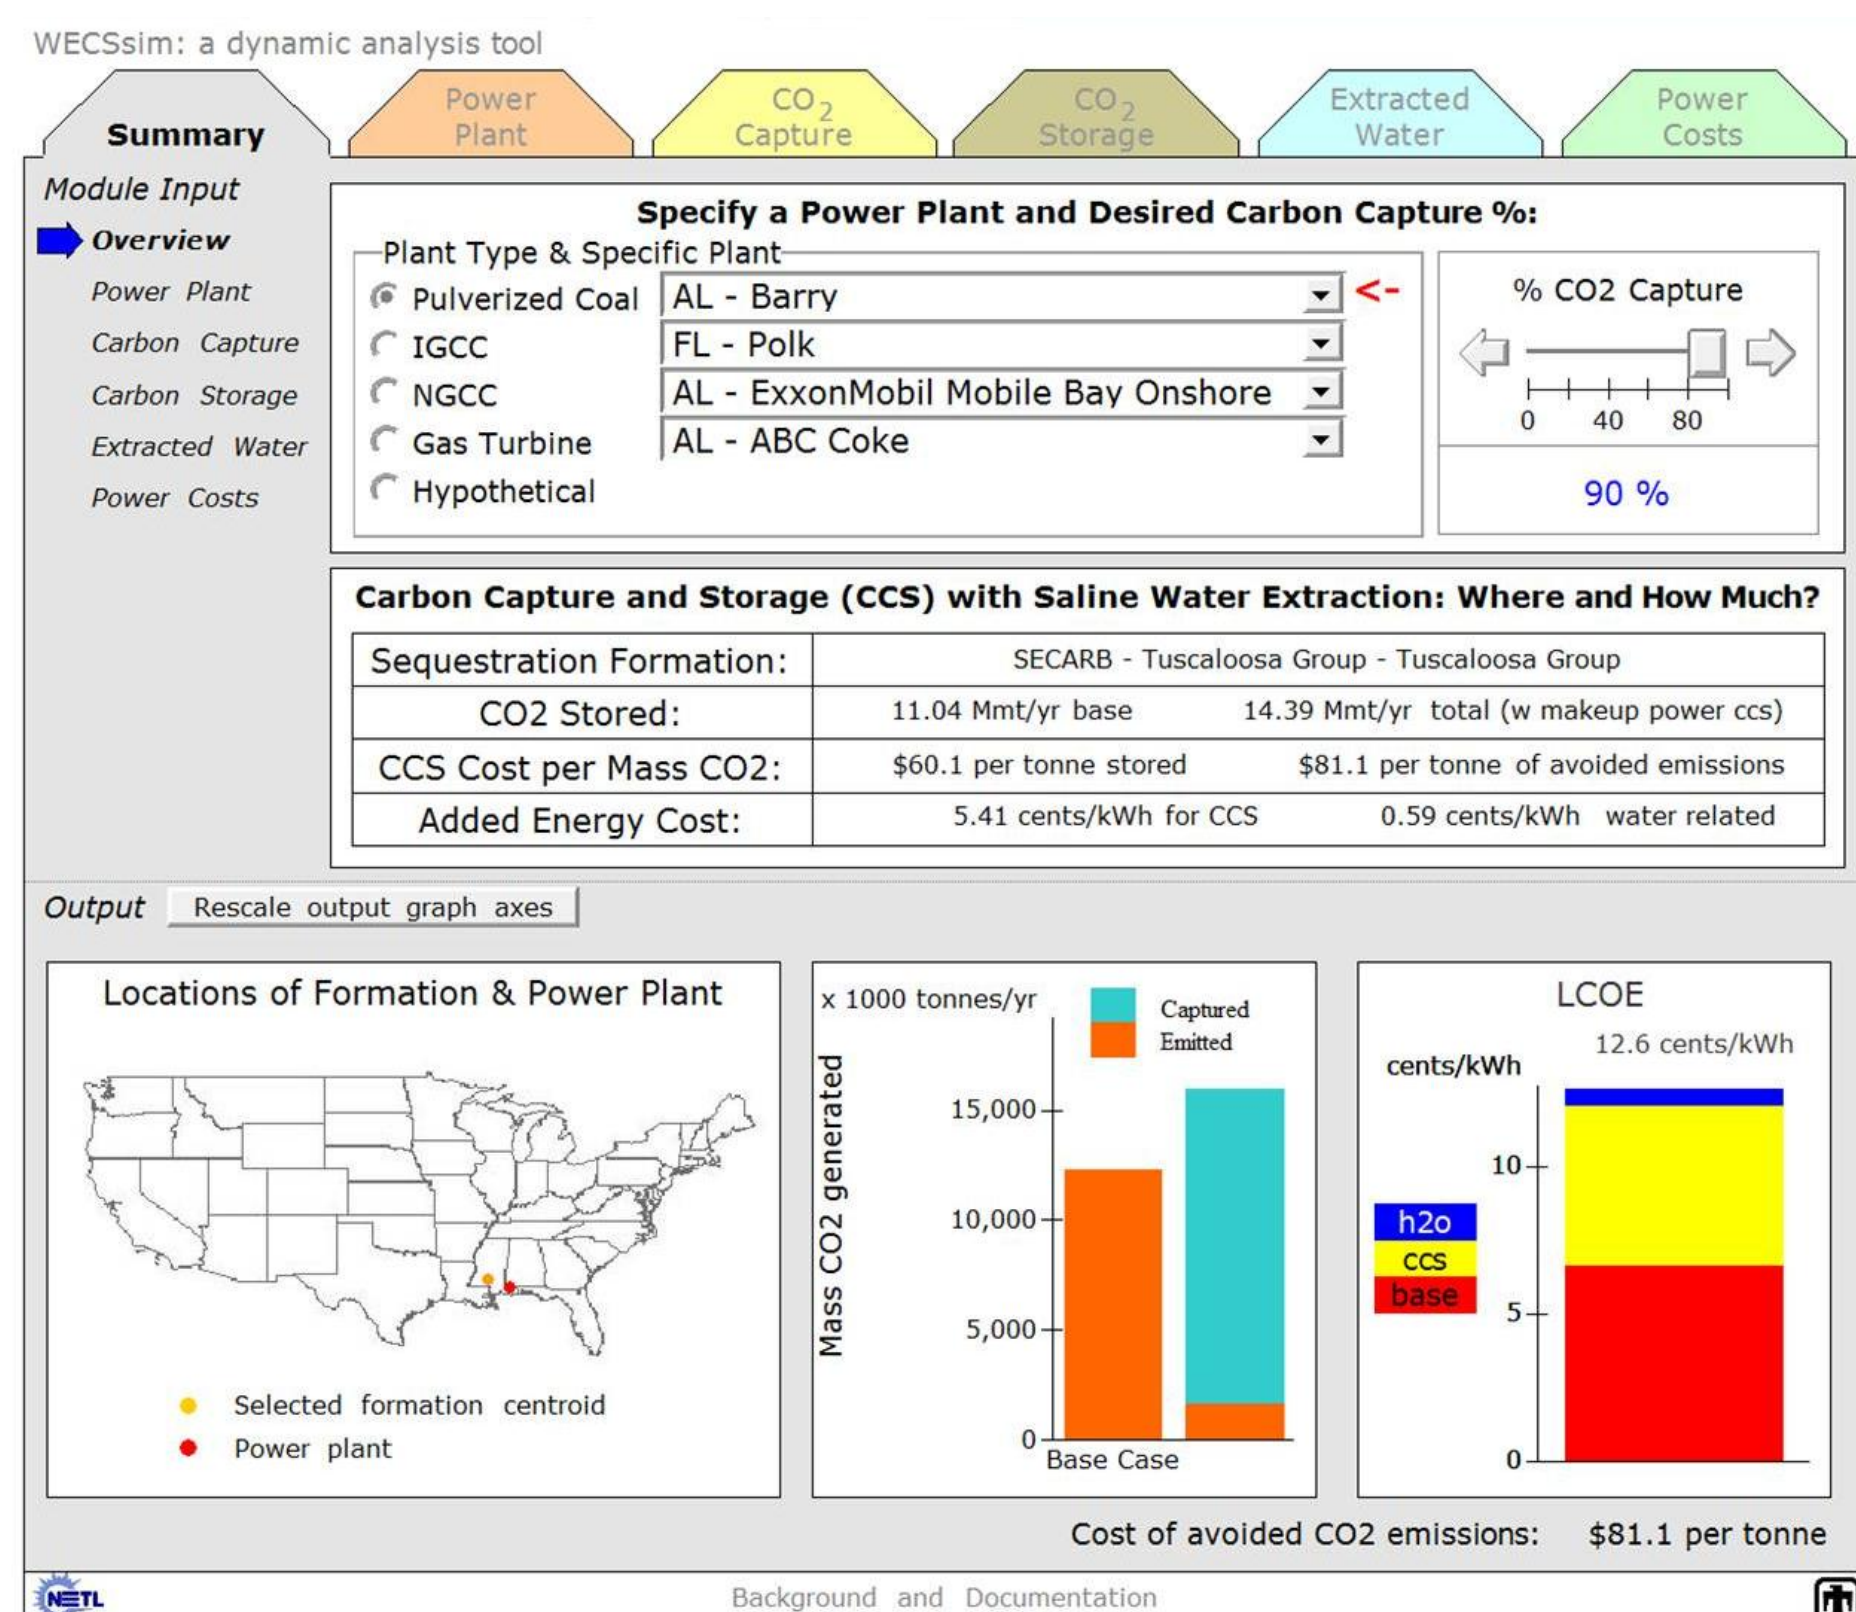 WECSsim: a dynamic analysis tool
Summary
Power
Plant
CO2
Capture
CO2
Storage
Extracted
Water
Power
Costs
Module Input
Overview
Power Plant
Carbon Capture
Carbon Storage
Extracted Water
Power Costs
Specify a Power Plant and Desired Carbon Capture %:
Plant Type & Specific Plant
Pulverized Coal AL - Barry <-
IGCC FL - Polk
NGCC AL - ExxonMobil Mobile Bay Onshore
Gas Turbine AL - ABC Coke
Hypothetical
% CO2 Capture
0 40 80
90 %
Carbon Capture and Storage (CCS) with Saline Water Extraction: Where and How Much?
Sequestration Formation: SECARB - Tuscaloosa Group - Tuscaloosa Group
CO2 Stored: 11.04 Mmt/yr base 14.39 Mmt/yr total (w makeup power ccs)
CCS Cost per Mass CO2: $60.1 per tonne stored $81.1 per tonne of avoided emissions
Added Energy Cost: 5.41 cents/kWh for CCS 0.59 cents/kWh water related
Output Rescale output graph axes
Locations of Formation & Power Plant
Selected formation centroid
Power plant
x 1000 tonnes/yr
Captured
Emitted
Mass CO2 generated
15,000
10,000
5,000
0
Base Case
LCOE
12.6 cents/kWh
cents/kWh
10
5
0
h2o
ccs
base
Cost of avoided CO2 emissions: $81.1 per tonne
NETL
Background and Documentation